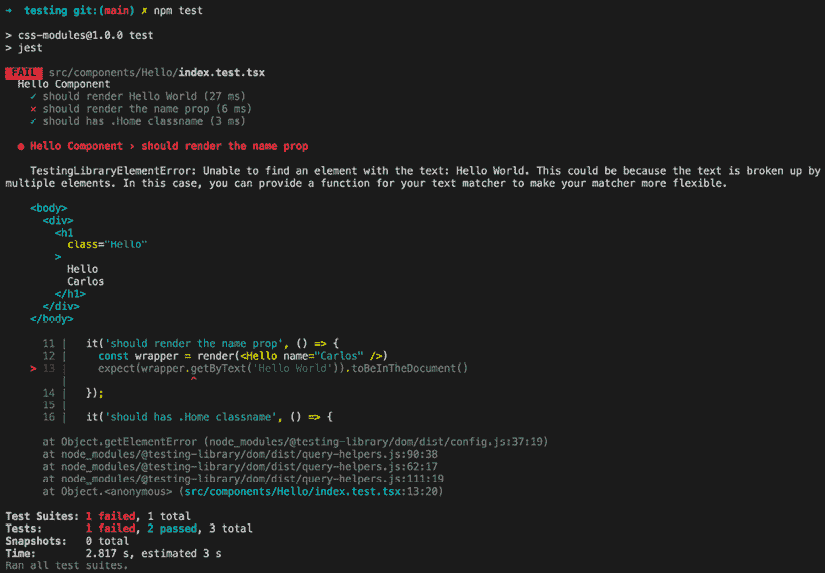 → testing git:(main) ✗ npm test
> css-modules@1.0.0 test
> jest
FAIL src/components/Hello/index.test.tsx
Hello Component
✓ should render Hello World (27 ms)
✕ should render the name prop (6 ms)
✓ should has .Home classname (3 ms)
● Hello Component › should render the name prop
TestingLibraryElementError: Unable to find an element with the text: Hello World. This could be because the text is broken up by
multiple elements. In this case, you can provide a function for your text matcher to make your matcher more flexible.
<body>
<div>
<h1
class="Hello"
>
Hello
Carlos
</h1>
</div>
</body>
11 | it('should render the name prop', () => {
12 | const wrapper = render(<Hello name="Carlos" />)
> 13 | expect(wrapper.getByText('Hello World')).toBeInTheDocument()
| ^
14 | });
15 |
16 | it('should has .Home classname', () => {
at Object.getElementError (node_modules/@testing-library/dom/dist/config.js:37:19)
at node_modules/@testing-library/dom/dist/query-helpers.js:90:38
at node_modules/@testing-library/dom/dist/query-helpers.js:62:17
at node_modules/@testing-library/dom/dist/query-helpers.js:111:19
at Object.<anonymous> (src/components/Hello/index.test.tsx:13:20)
Test Suites: 1 failed, 1 total
Tests: 1 failed, 2 passed, 3 total
Snapshots: 0 total
Time: 2.817 s, estimated 3 s
Ran all test suites.